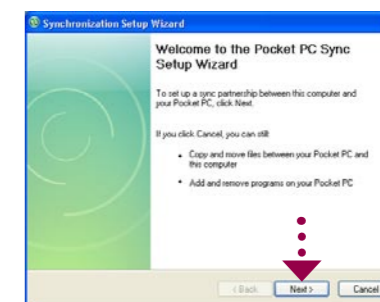 Synchronization Setup Wizard
Welcome to the Pocket PC Sync
Setup Wizard
To set up a sync partnership between this computer and
your Pocket PC, click Next.
If you click Cancel, you can still:
• Copy and move files between your Pocket PC and
this computer
• Add and remove programs on your Pocket PC
< Back Next > Cancel